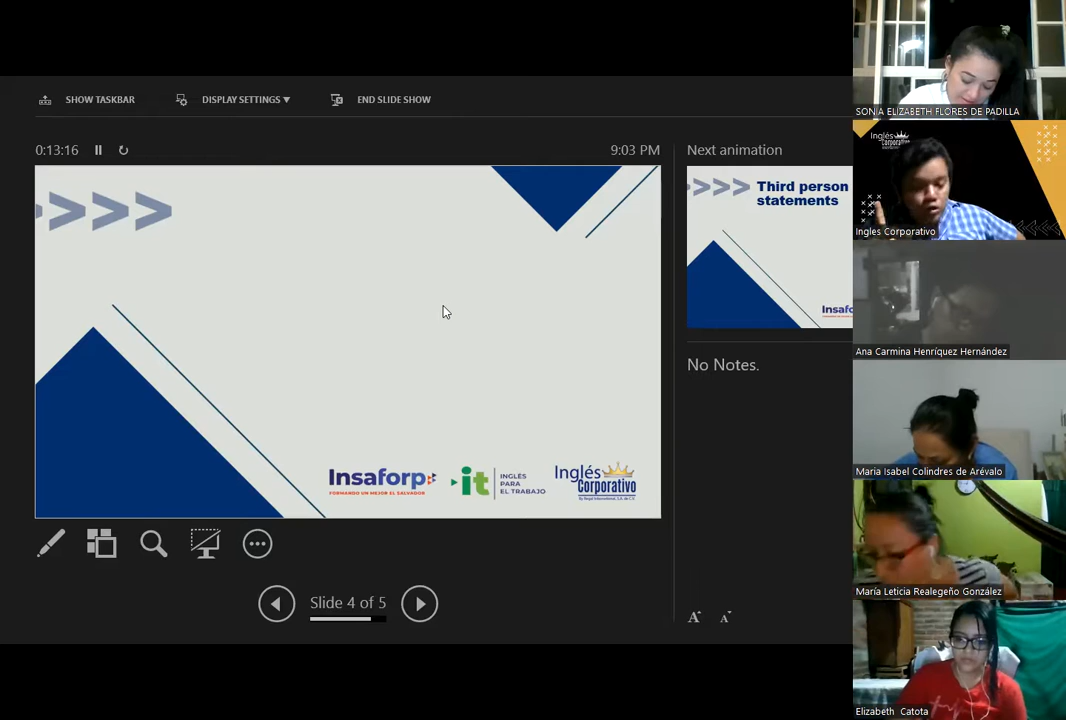 SHOW TASKBAR
DISPLAY SETTINGS ▼
END SLIDE SHOW
0:13:16
9:03 PM
Next animation
>>>
Insaforp
FORMANDO UN MEJOR EL SALVADOR
it
INGLÉS
PARA
EL TRABAJO
Inglés
Corporativo
>>>
Third person
statements
Insafo
No Notes.
Slide 4 of 5
A
A
SONIA ELIZABETH FLORES DE PADILLA
Inglés
Corporativo
Ingles Corporativo
Ana Carmina Henríquez Hernández
Maria Isabel Colindres de Arévalo
María Leticia Realegeño González
Elizabeth Catota